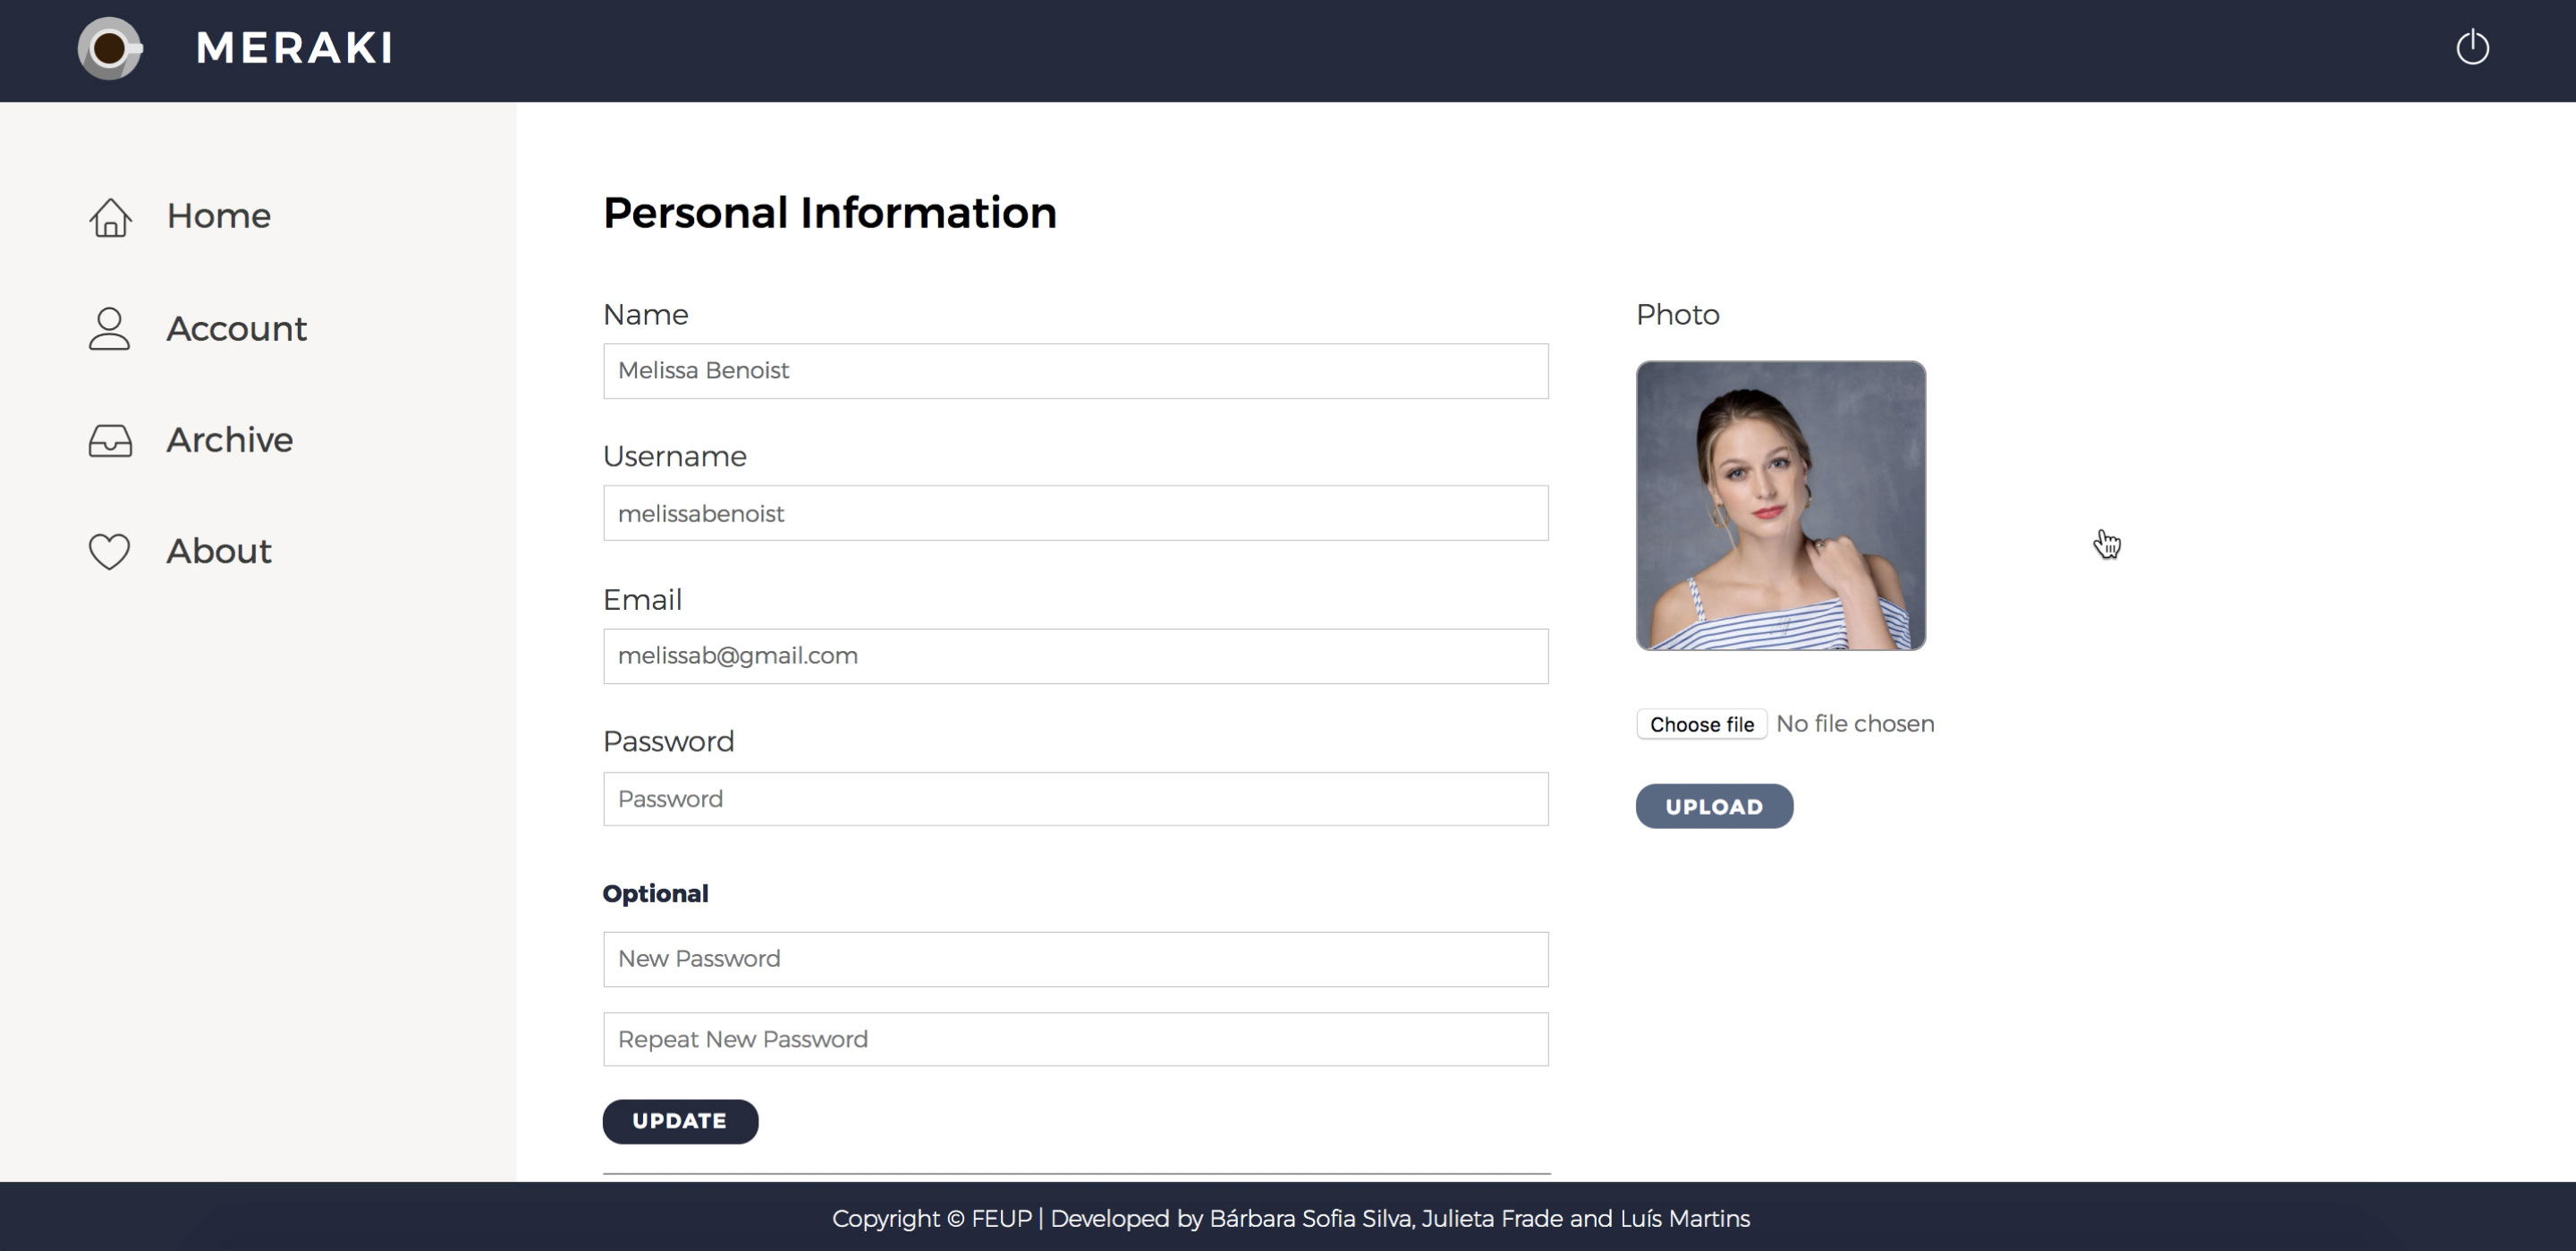 MERAKI
Home
Account
Archive
About
Personal Information
Name
Melissa Benoist
Username
melissabenoist
Email
melissab@gmail.com
Password
Password
Optional
New Password
Repeat New Password
UPDATE
Photo
Choose file No file chosen
UPLOAD
Copyright © FEUP | Developed by Bárbara Sofia Silva, Julieta Frade and Luís Martins